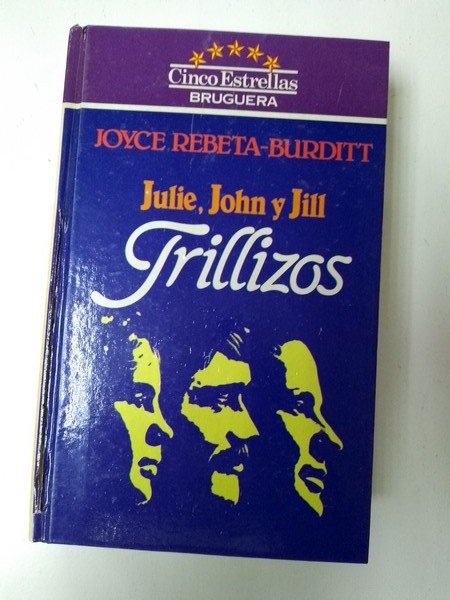 Cinco Estrellas
BRUGUERA
JOYCE REBETA-BURDITT
Julie, John y Jill
Trillizos